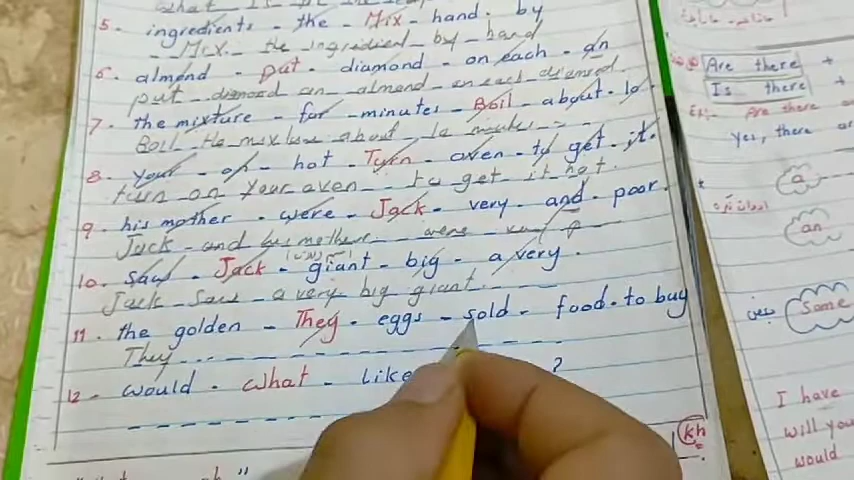 5. ingredients - the - Mix - hand. by
Mix. the ingredient by - hand
6. almond - put - diamond - on each - an
put diamond an almond on each diamond
7. the mixture - for - minutes - Boil - about. 10.
Boil the mixture about 10 minutes
8. your - on - hot - Turn - oven - to get - it.
turn on your oven to get it hot.
9. his mother - were - Jack - very - and - poor.
Jack - and his mother were
10. saw - Jack - giant - big - a very.
Jack saw a very big giant.
11. the golden - They - eggs - sold - food - to buy
They
12. would - what - like ?
kh
Are there +
Is there +
Are there
Yes, there
a
an
Some
I have
Will you
would